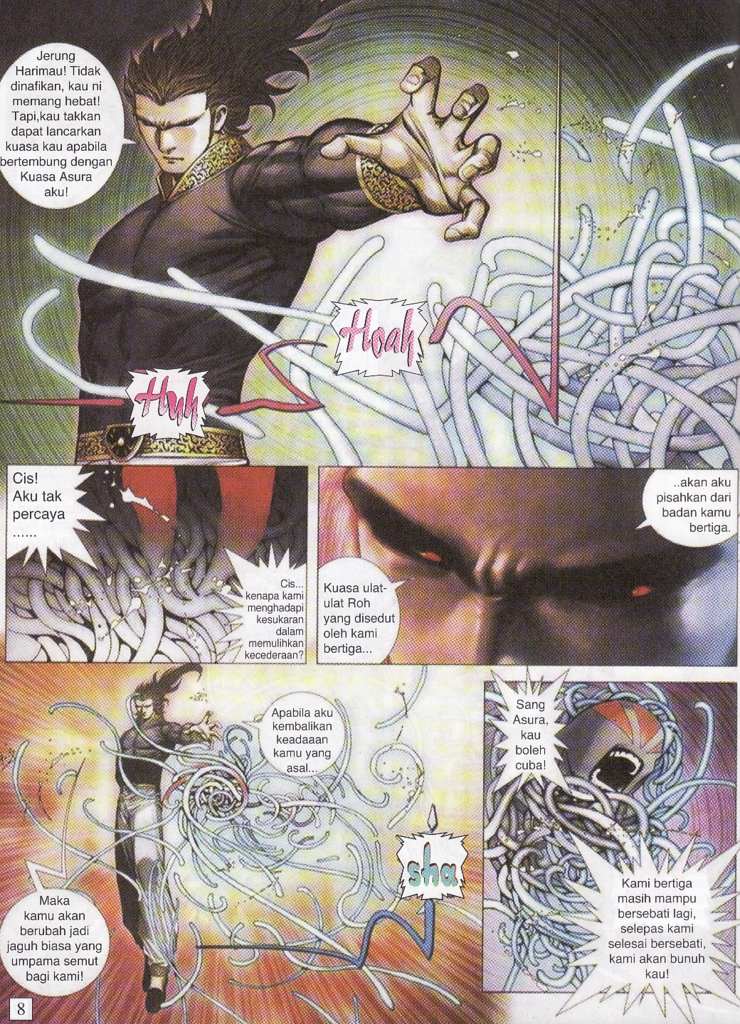 Jerung
Harimau! Tidak
dinafikan, kau ni
memang hebat!
Tapi,kau takkan
dapat lancarkan
kuasa kau apabila
bertembung dengan
Kuasa Asura
aku!
Hoah
Huh
Cis!
Aku tak
percaya
......
Cis...
kenapa kami
menghadapi
kesukaran
dalam
memulihkan
kecederaan?
Kuasa ulat-
ulat Roh
yang disedut
oleh kami
bertiga...
..akan aku
pisahkan dari
badan kamu
bertiga.
Apabila aku
kembalikan
keadaaan
kamu yang
asal...
Maka
kamu akan
berubah jadi
jaguh biasa yang
umpama semut
bagi kami!
sha
Sang
Asura,
kau
boleh
cuba!
Kami bertiga
masih mampu
bersebati lagi,
selepas kami
selesai bersebati,
kami akan bunuh
kau!
8